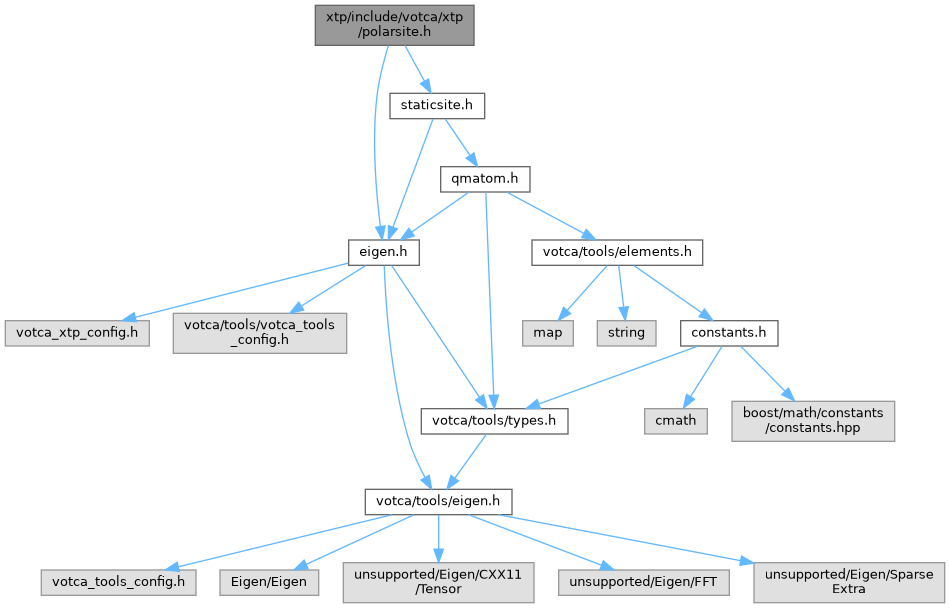 xtp/include/votca/xtp
/polarsite.h
staticsite.h
qmatom.h
eigen.h
votca/tools/elements.h
votca_xtp_config.h
votca/tools/votca_tools
_config.h
map
string
constants.h
votca/tools/types.h
cmath
boost/math/constants
/constants.hpp
votca/tools/eigen.h
votca_tools_config.h
Eigen/Eigen
unsupported/Eigen/CXX11
/Tensor
unsupported/Eigen/FFT
unsupported/Eigen/Sparse
Extra